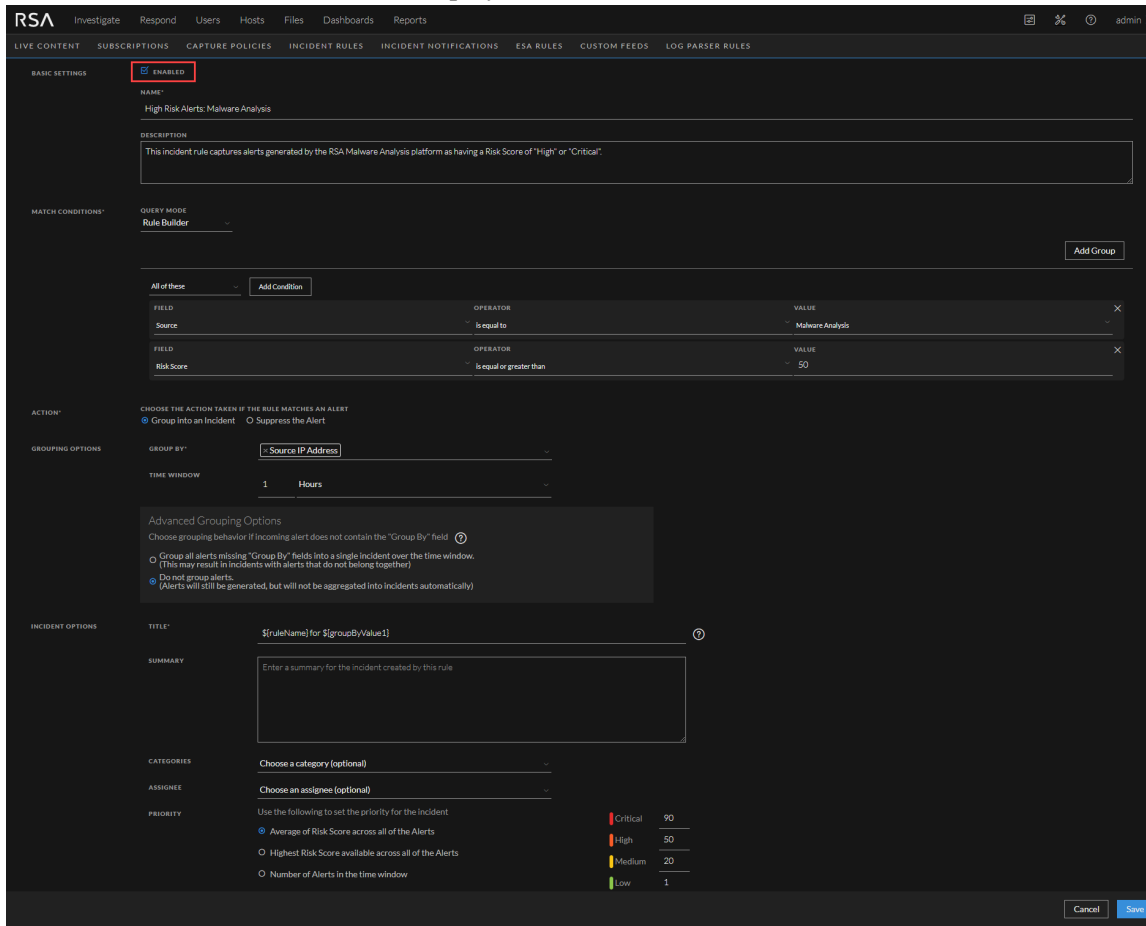 RSA Investigate Respond Users Hosts Files Dashboards Reports admin
LIVE CONTENT SUBSCRIPTIONS CAPTURE POLICIES INCIDENT RULES INCIDENT NOTIFICATIONS ESA RULES CUSTOM FEEDS LOG PARSER RULES
BASIC SETTINGS ENABLED
NAME*
High Risk Alerts: Malware Analysis
DESCRIPTION
This incident rule captures alerts generated by the RSA Malware Analysis platform as having a Risk Score of "High" or "Critical".
MATCH CONDITIONS* QUERY MODE
Rule Builder
Add Group
All of these Add Condition
FIELD OPERATOR VALUE
Source is equal to Malware Analysis
FIELD OPERATOR VALUE
Risk Score is equal or greater than 50
ACTION* CHOOSE THE ACTION TAKEN IF THE RULE MATCHES AN ALERT
Group into an Incident Suppress the Alert
GROUPING OPTIONS GROUP BY* × Source IP Address
TIME WINDOW
1 Hours
Advanced Grouping Options
Choose grouping behavior if incoming alert does not contain the "Group By" field ?
Group all alerts missing "Group By" fields into a single incident over the time window.
(This may result in incidents with alerts that do not belong together)
Do not group alerts.
(Alerts will still be generated, but will not be aggregated into incidents automatically)
INCIDENT OPTIONS TITLE* ${ruleName} for ${groupByValue1} ?
SUMMARY
Enter a summary for the incident created by this rule
CATEGORIES Choose a category (optional)
ASSIGNEE Choose an assignee (optional)
PRIORITY Use the following to set the priority for the incident
Critical 90
Average of Risk Score across all of the Alerts
High 50
Highest Risk Score available across all of the Alerts
Medium 20
Number of Alerts in the time window
Low 1
Cancel Save